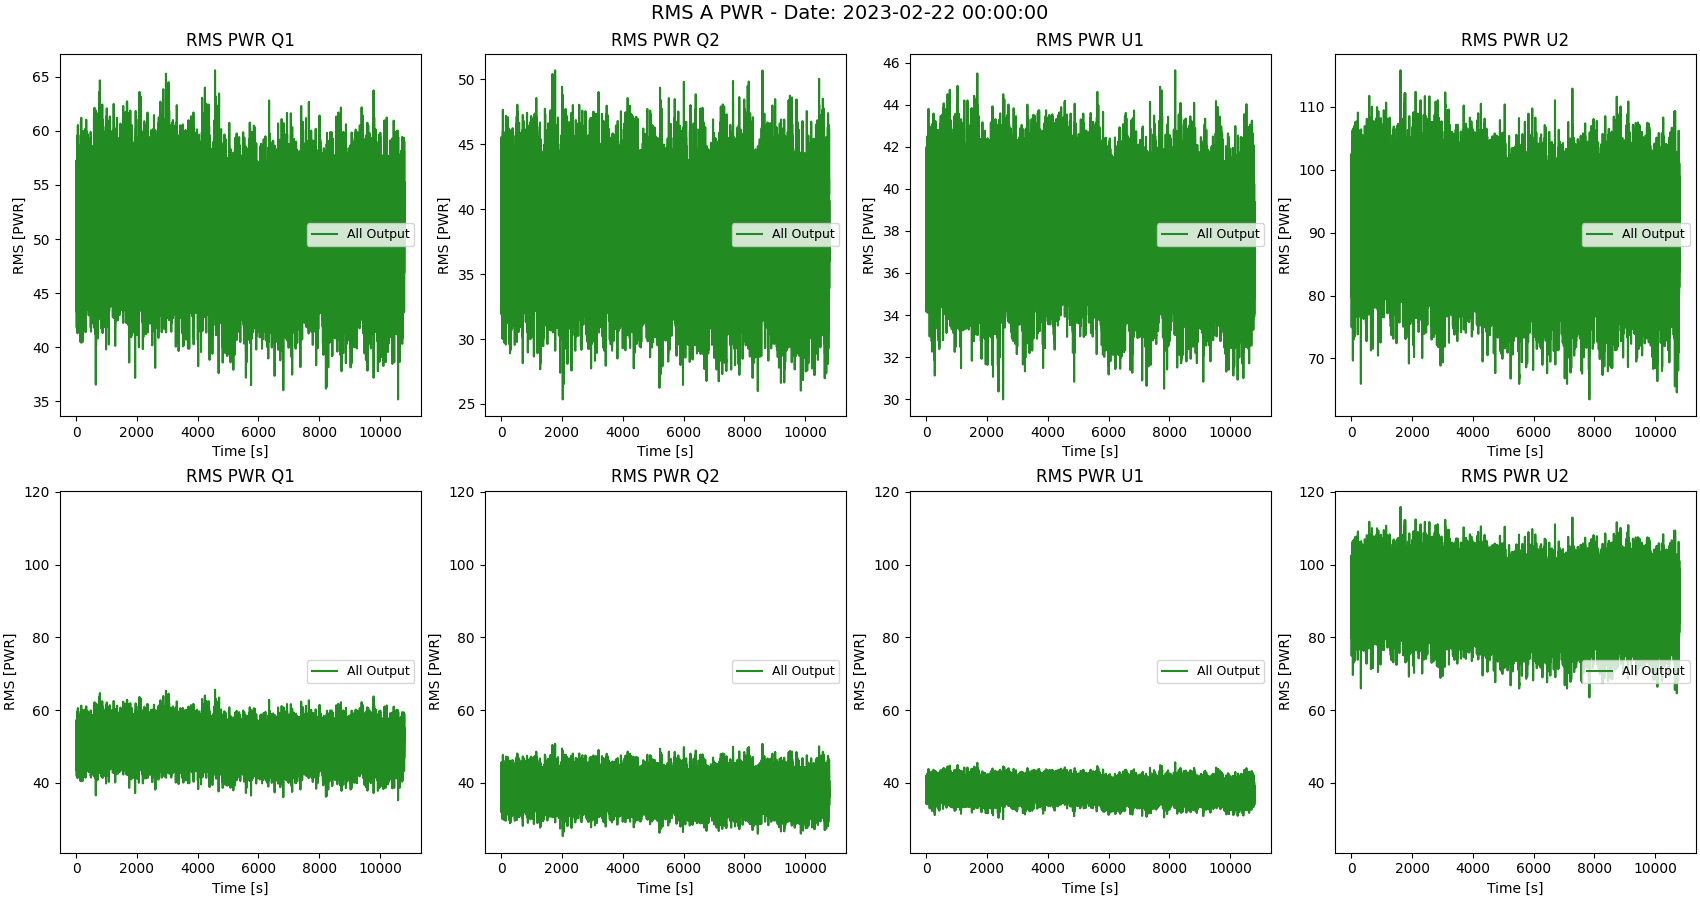 RMS A PWR - Date: 2023-02-22 00:00:00
RMS PWR Q1
RMS [PWR]
65
60
55
50
45
40
35
All Output
0 2000 4000 6000 8000 10000
Time [s]
RMS PWR Q2
RMS [PWR]
50
45
40
35
30
25
All Output
0 2000 4000 6000 8000 10000
Time [s]
RMS PWR U1
RMS [PWR]
46
44
42
40
38
36
34
32
30
All Output
0 2000 4000 6000 8000 10000
Time [s]
RMS PWR U2
RMS [PWR]
110
100
90
80
70
All Output
0 2000 4000 6000 8000 10000
Time [s]
RMS PWR Q1
RMS [PWR]
120
100
80
60
40
All Output
0 2000 4000 6000 8000 10000
Time [s]
RMS PWR Q2
RMS [PWR]
120
100
80
60
40
All Output
0 2000 4000 6000 8000 10000
Time [s]
RMS PWR U1
RMS [PWR]
120
100
80
60
40
All Output
0 2000 4000 6000 8000 10000
Time [s]
RMS PWR U2
RMS [PWR]
120
100
80
60
40
All Output
0 2000 4000 6000 8000 10000
Time [s]